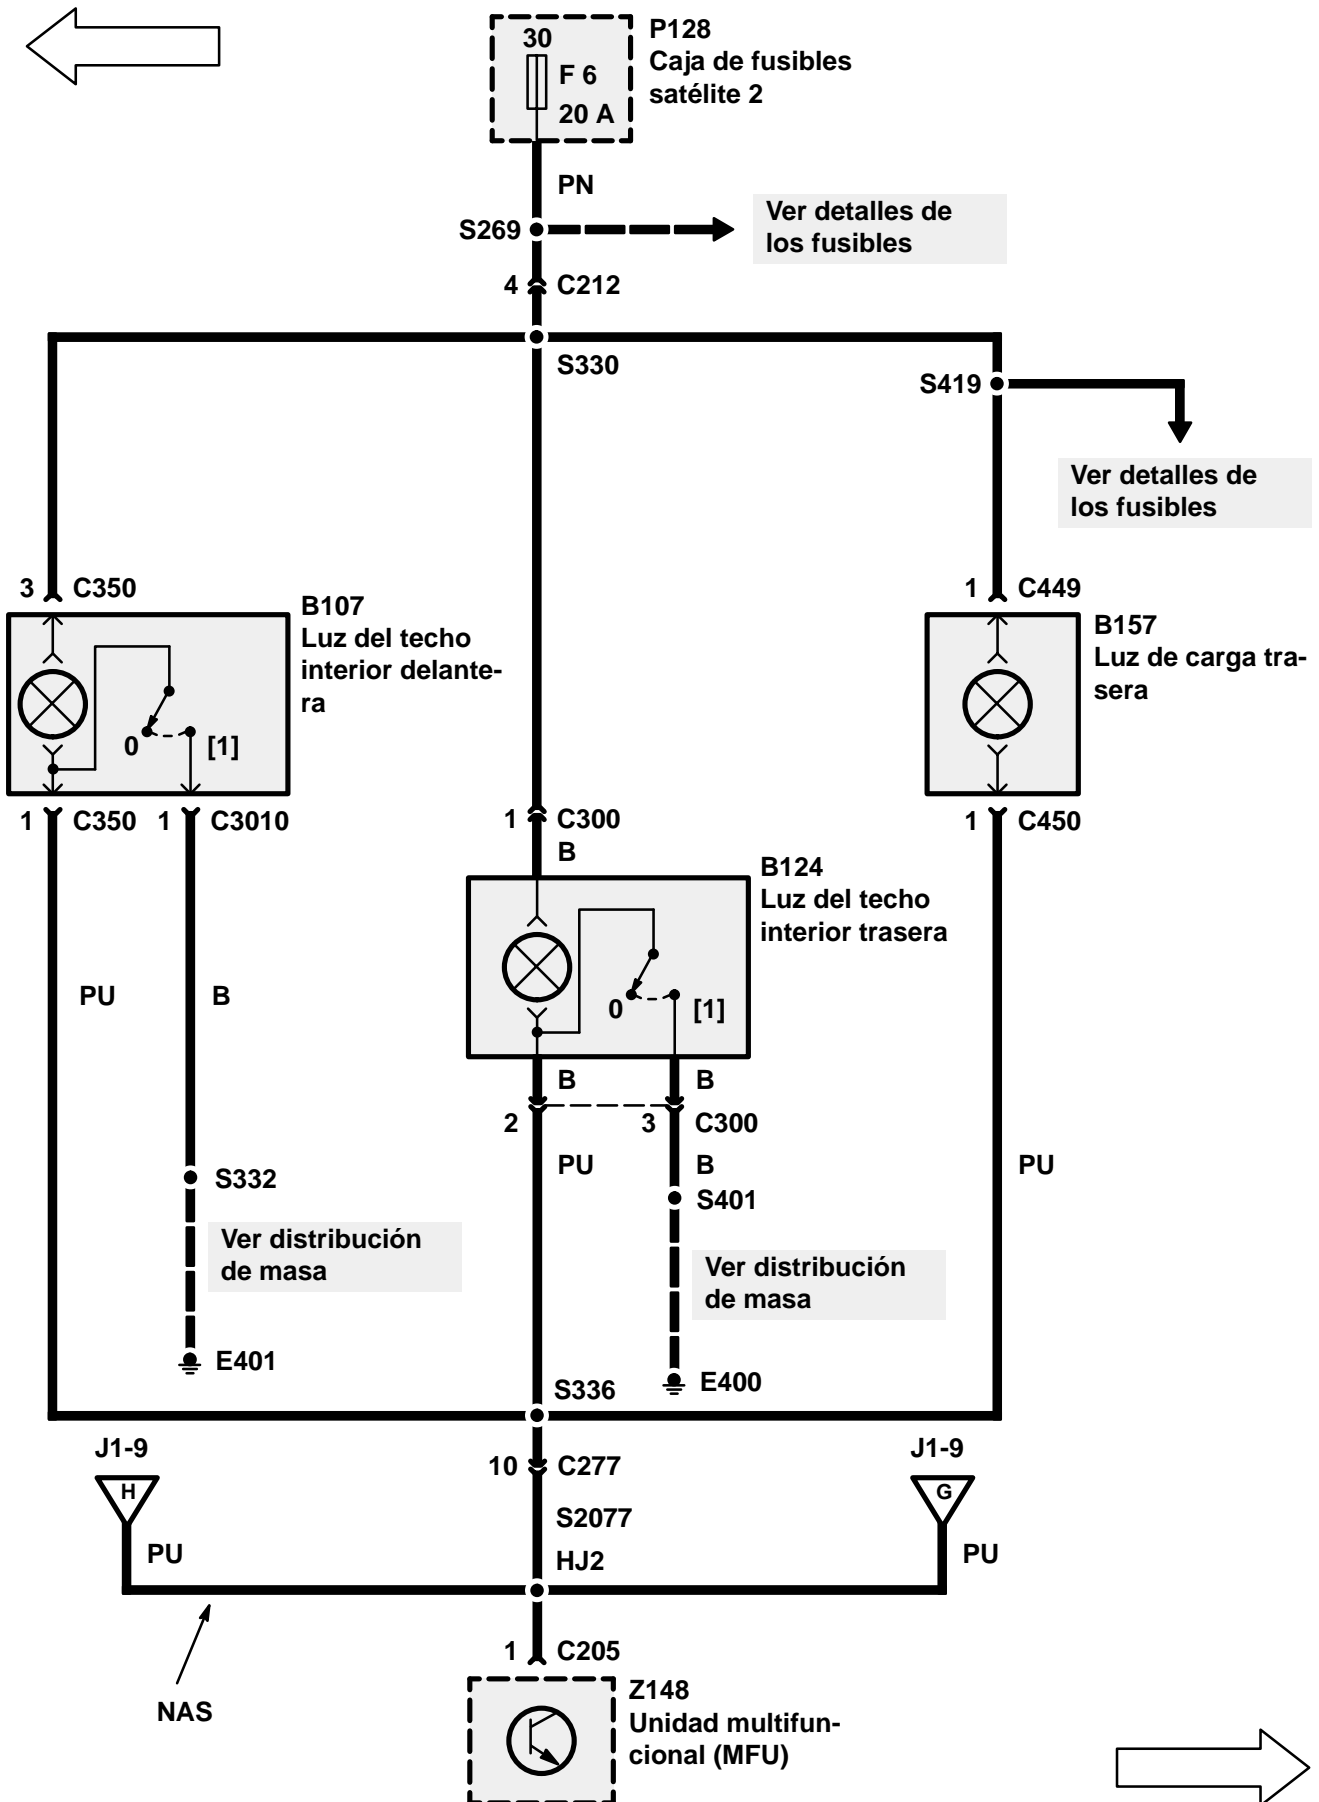 30
F 6
20 A
P128
Caja de fusibles
satélite 2
PN
S269
Ver detalles de
los fusibles
4 C212
S330
S419
Ver detalles de
los fusibles
3 C350
B107
Luz del techo
interior delante-
ra
0 [1]
1 C350 1 C3010
1 C449
B157
Luz de carga tra-
sera
1 C450
1 C300
B
B124
Luz del techo
interior trasera
0 [1]
PU B
B B
2 3 C300
PU B
PU
S332
S401
Ver distribución
de masa
Ver distribución
de masa
E401
E400
S336
J1-9
H
PU
10 C277
S2077
HJ2
J1-9
G
PU
NAS
1 C205
Z148
Unidad multifun-
cional (MFU)